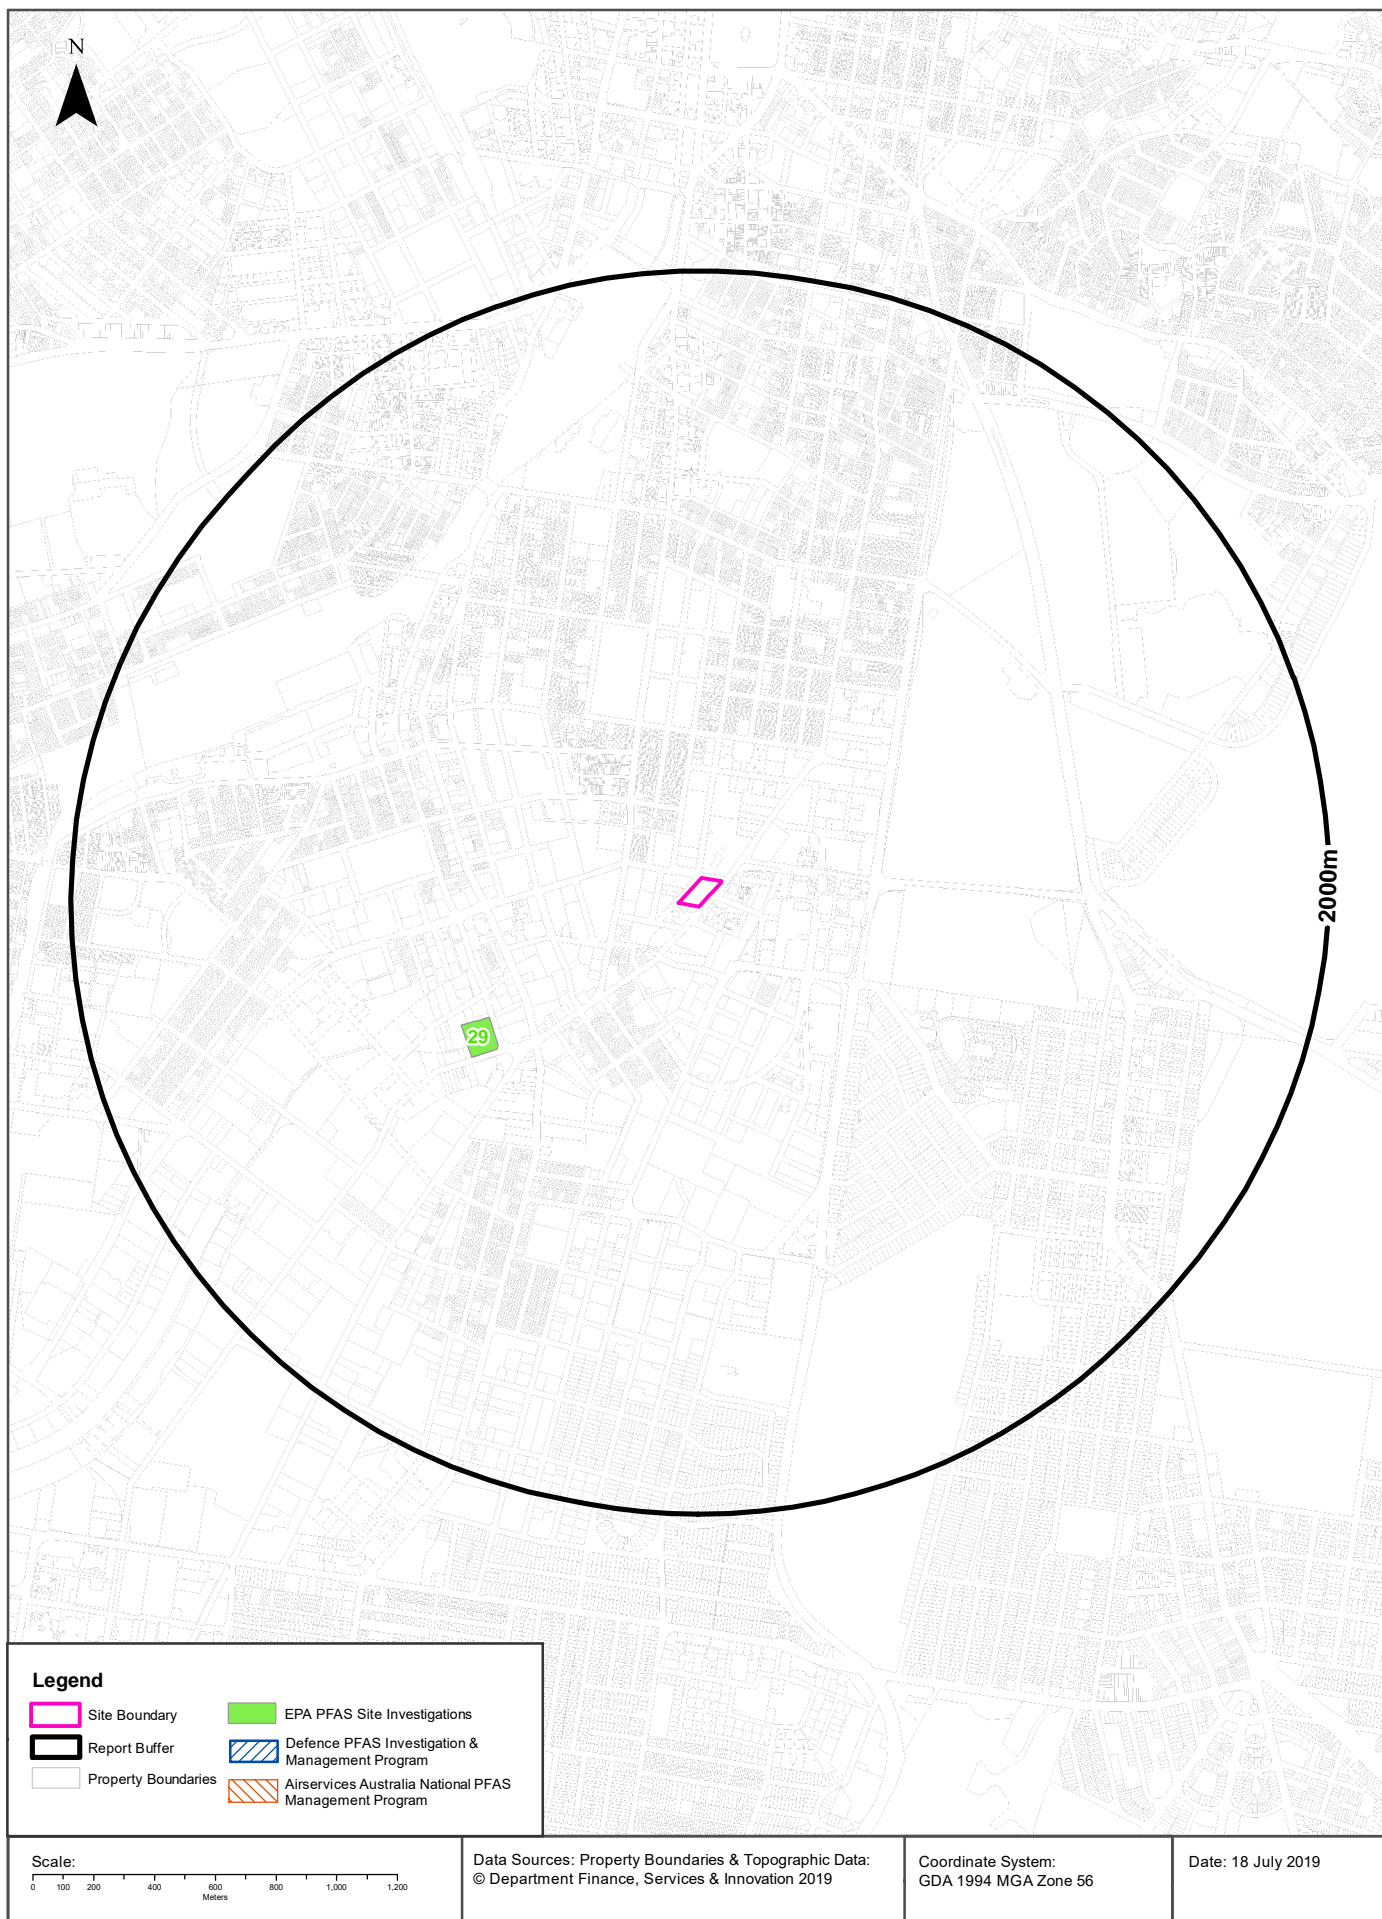 N
2000m
29
Legend
Site Boundary
Report Buffer
Property Boundaries
EPA PFAS Site Investigations
Defence PFAS Investigation &
Management Program
Airservices Australia National PFAS
Management Program
Scale:
0 100 200 400 600 800 1,000 1,200
Meters
Data Sources: Property Boundaries & Topographic Data:
© Department Finance, Services & Innovation 2019
Coordinate System:
GDA 1994 MGA Zone 56
Date: 18 July 2019